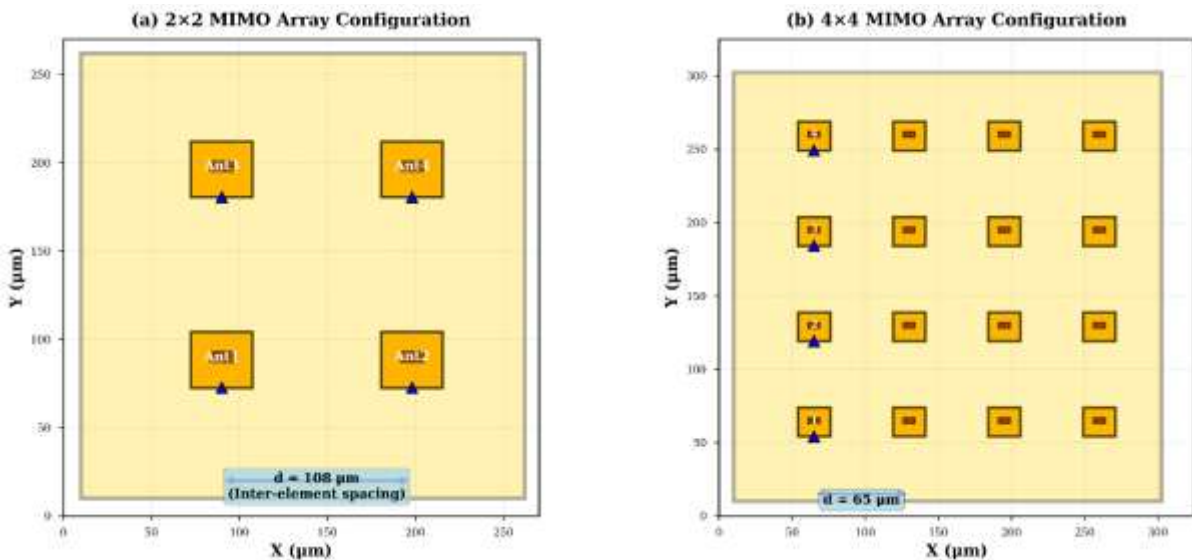 (a) 2×2 MIMO Array Configuration
250
200
150
100
50
0
Y (µm)
Ant3
Ant4
Ant1
Ant2
d = 108 µm
(Inter-element spacing)
0
50
100
150
200
250
X (µm)
(b) 4×4 MIMO Array Configuration
300
250
200
150
100
50
0
Y (µm)
d = 65 µm
0
50
100
150
200
250
300
X (µm)